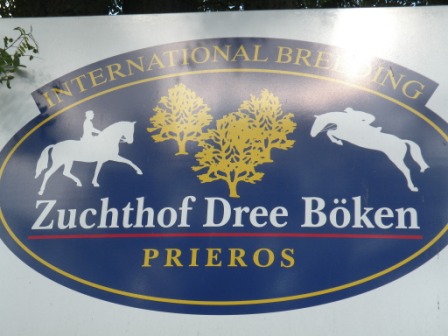 INTERNATIONAL BREEDING
Zuchthof Dree Böken
PRIEROS